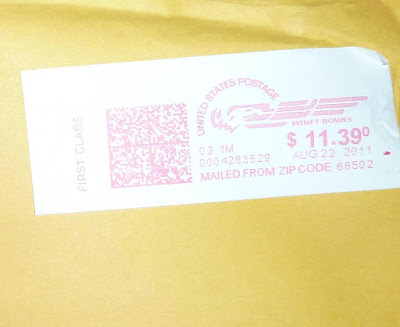 FIRST CLASS
UNITED STATES POSTAGE
PITNEY BOWES
$ 11.39⁰
02 1M
0004283529
AUG 22 2011
MAILED FROM ZIP CODE 66502